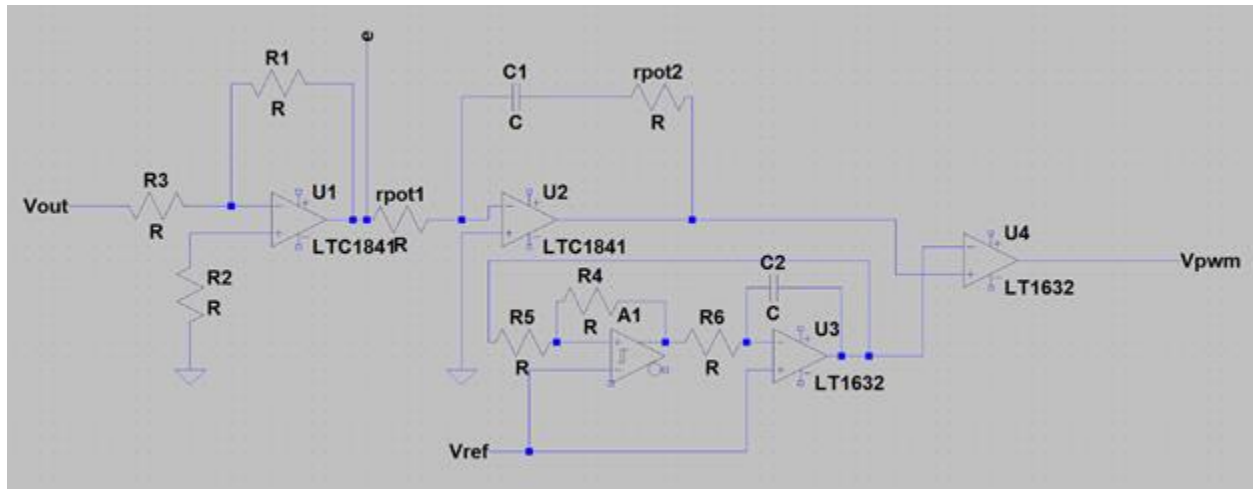 e
R1
R
C1
C
rpot2
R
R3
R
Vout
U1
LTC1841
rpot1
R
U2
LTC1841
R2
R
U4
LT1632
Vpwm
R4
R
A1
C2
C
R5
R
R6
R
U3
LT1632
Vref